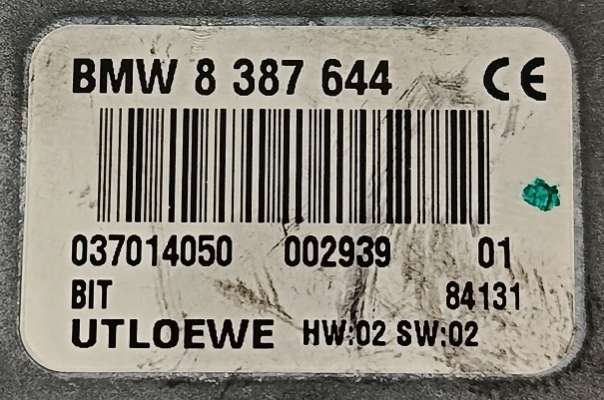 BMW 8 387 644 CE
037014050 002939 01
BIT 84131
UTLOEWE HW:02 SW:02